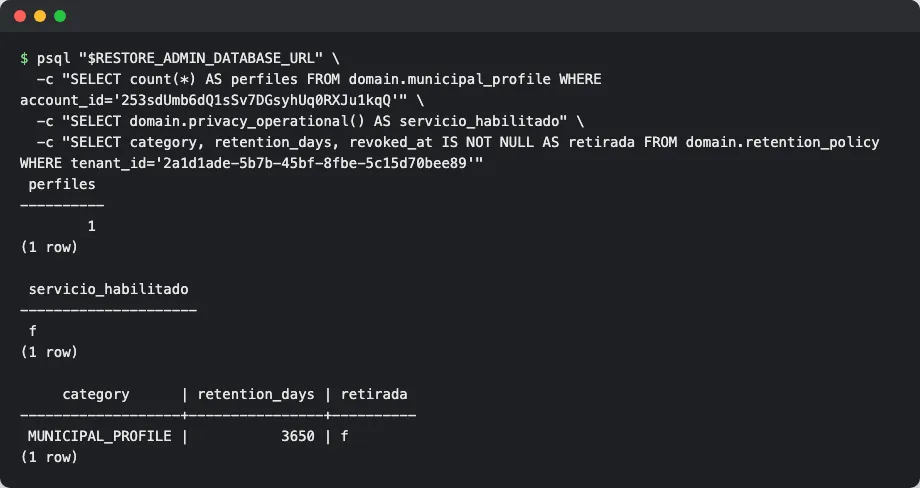 $ psql "$RESTORE_ADMIN_DATABASE_URL" \
  -c "SELECT count(*) AS perfiles FROM domain.municipal_profile WHERE
account_id='253sdUmb6dQ1sSv7DGsyhUq0RXJu1kqQ'" \
  -c "SELECT domain.privacy_operational() AS servicio_habilitado" \
  -c "SELECT category, retention_days, revoked_at IS NOT NULL AS retirada FROM domain.retention_policy
WHERE tenant_id='2a1d1ade-5b7b-45bf-8fbe-5c15d70bee89'"
 perfiles
----------
        1
(1 row)

 servicio_habilitado
---------------------
 f
(1 row)

     category      | retention_days | retirada
-------------------+----------------+----------
 MUNICIPAL_PROFILE |           3650 | f
(1 row)